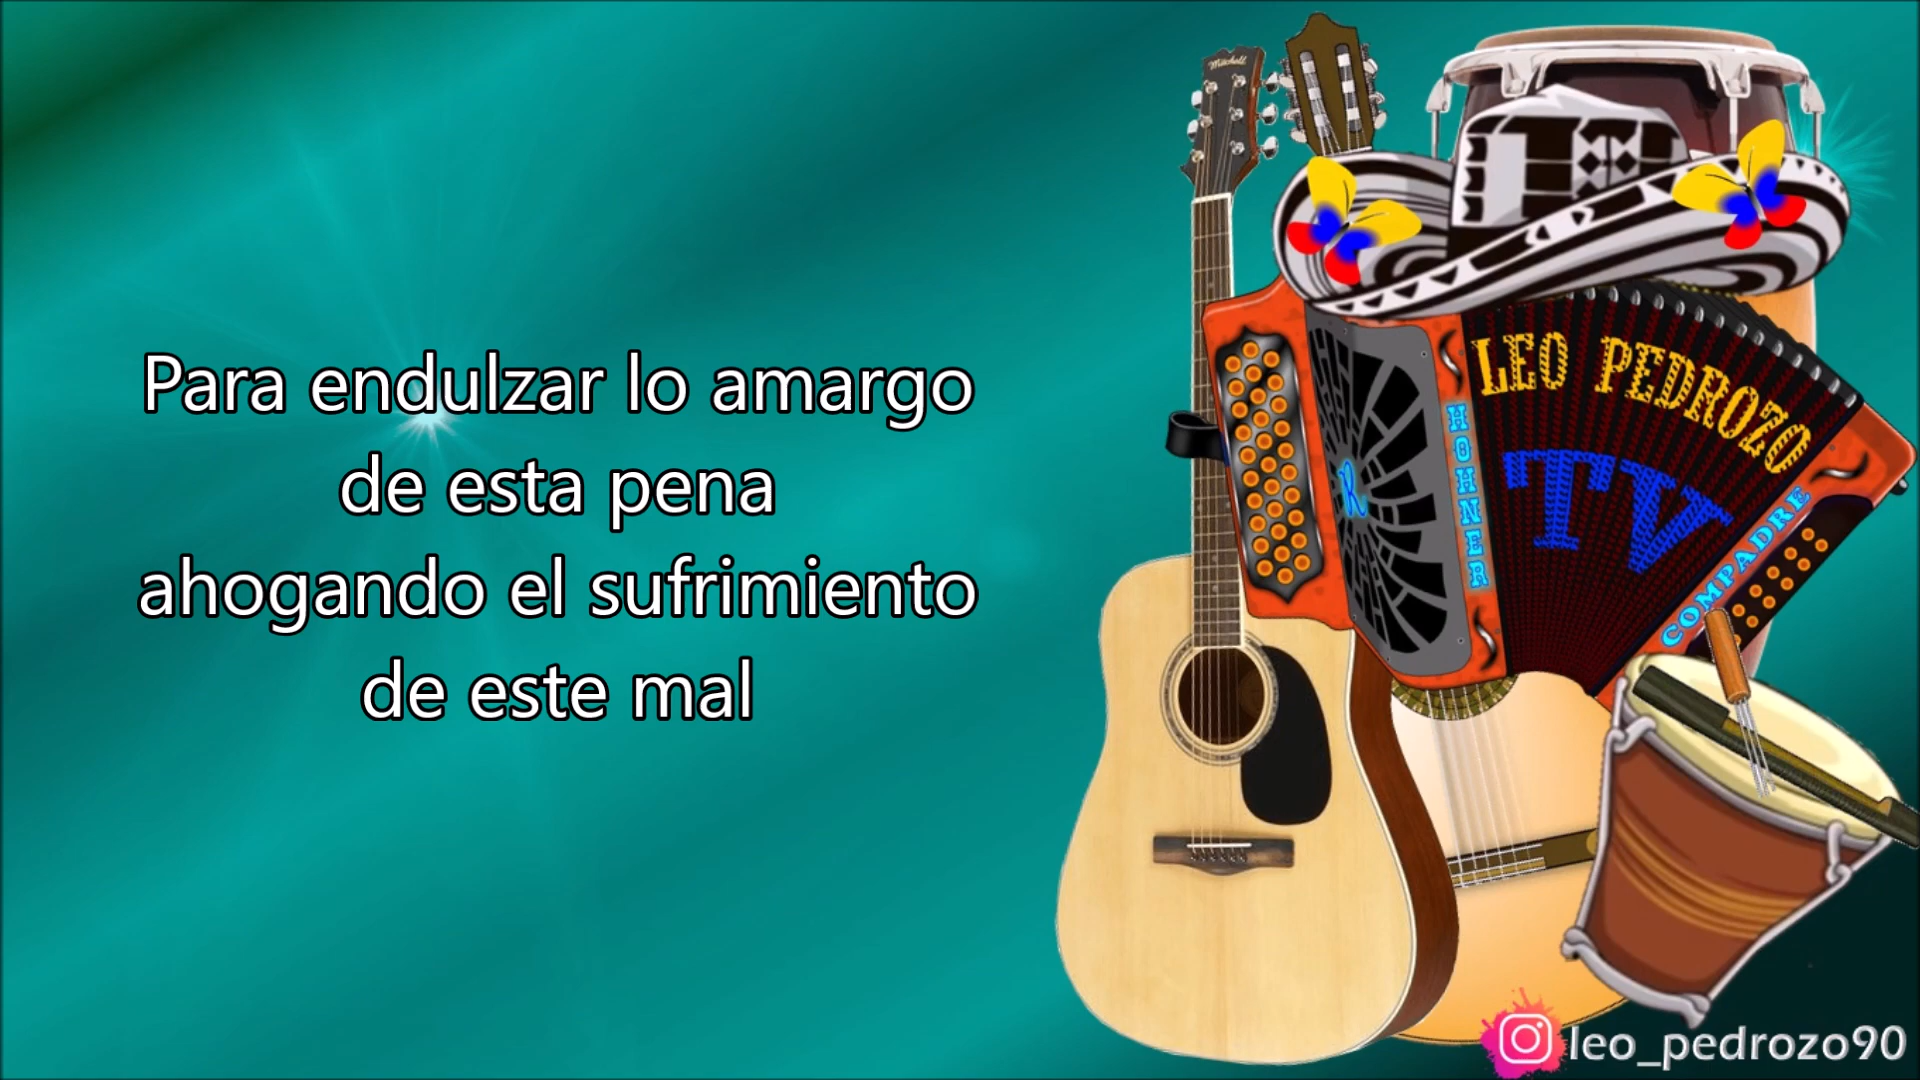 Para endulzar lo amargo
de esta pena
ahogando el sufrimiento
de este mal
Mitchell
LEO PEDROZO
TV
HOHNER
R
COMPADRE
leo_pedrozo90